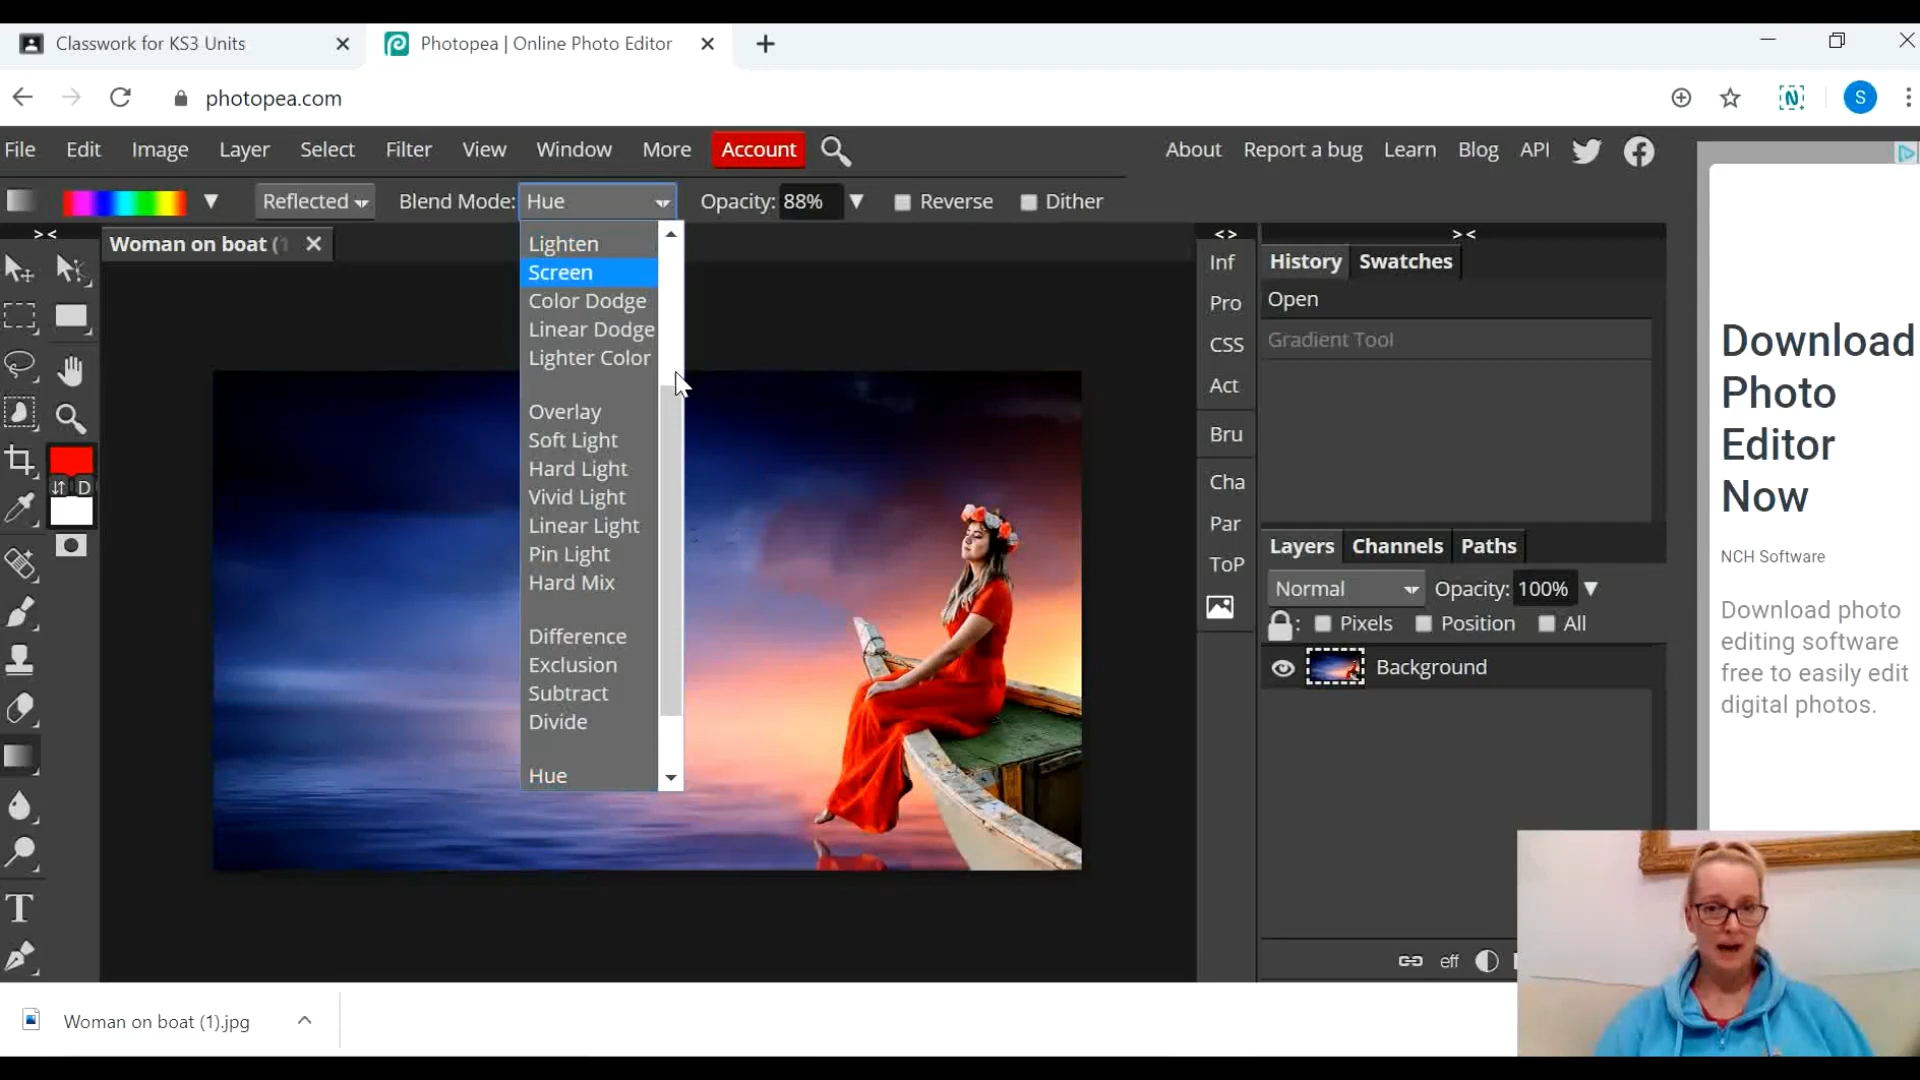 Classwork for KS3 Units
Photopea | Online Photo Editor
photopea.com
S
File Edit Image Layer Select Filter View Window More Account
About Report a bug Learn Blog API
Reflected Blend Mode: Hue Opacity: 88% Reverse Dither
Woman on boat (1
Lighten
Screen
Color Dodge
Linear Dodge
Lighter Color
Overlay
Soft Light
Hard Light
Vivid Light
Linear Light
Pin Light
Hard Mix
Difference
Exclusion
Subtract
Divide
Hue
D
T
> <
< >
> <
Inf
Pro
CSS
Act
Bru
Cha
Par
ToP
History Swatches
Open
Gradient Tool
Layers Channels Paths
Normal Opacity: 100%
: Pixels Position All
Background
eff
Download
Photo
Editor
Now
NCH Software
Download photo
editing software
free to easily edit
digital photos.
Woman on boat (1).jpg